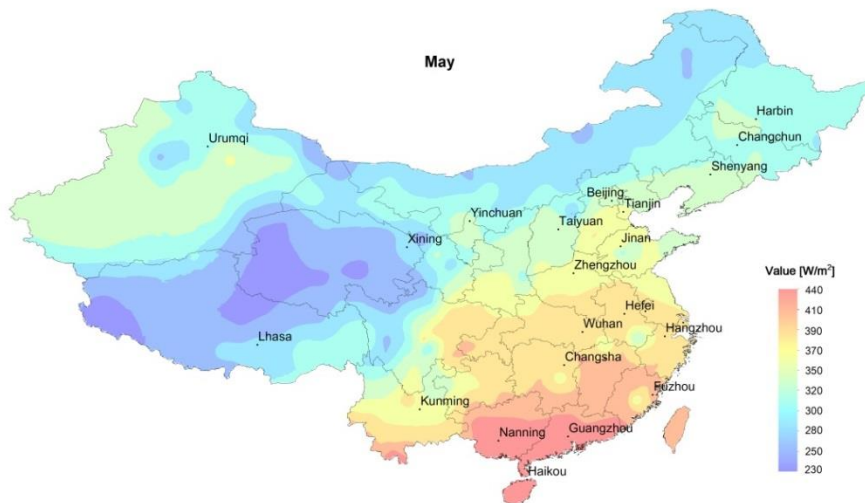 May
Harbin
Urumqi
Changchun
Shenyang
Beijing
Tianjin
Yinchuan
Taiyuan
Xining
Jinan
Zhengzhou
Value [W/m²]
440
410
390
370
350
320
300
290
250
230
Hefei
Wuhan
Hangzhou
Lhasa
Changsha
Fuzhou
Kunming
Nanning
Guangzhou
Haikou